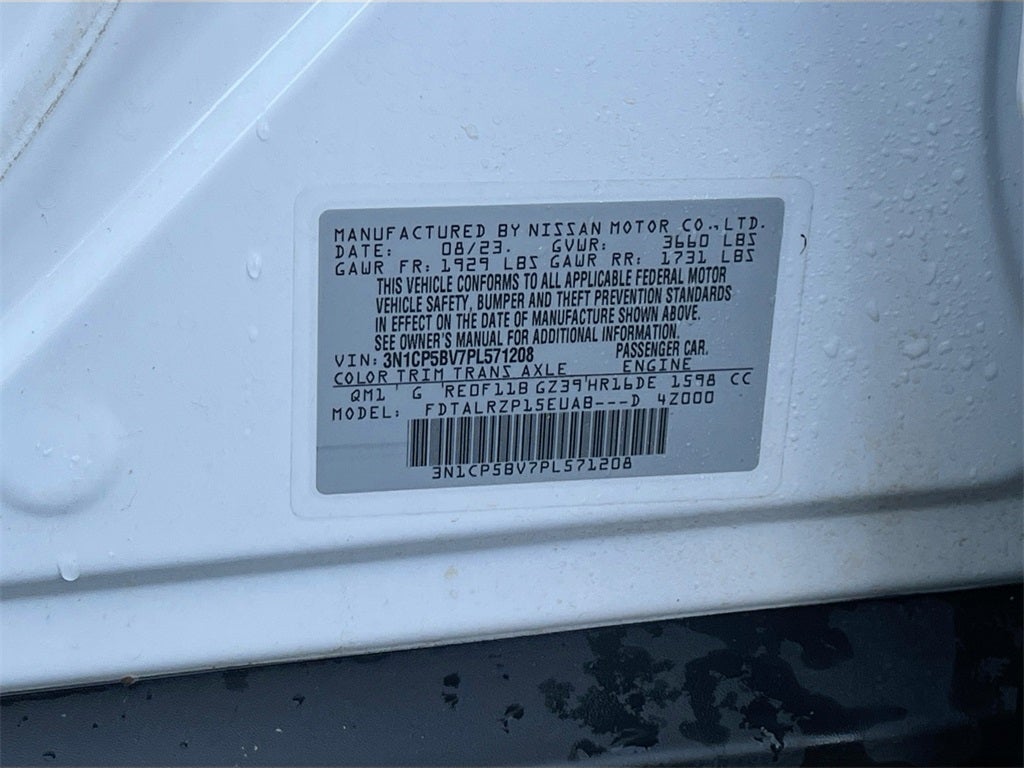 MANUFACTURED BY NISSAN MOTOR CO.,LTD.
DATE: 08/23. GVWR: 3660 LBS
GAWR FR: 1929 LBS GAWR RR: 1731 LBS
THIS VEHICLE CONFORMS TO ALL APPLICABLE FEDERAL MOTOR
VEHICLE SAFETY, BUMPER AND THEFT PREVENTION STANDARDS
IN EFFECT ON THE DATE OF MANUFACTURE SHOWN ABOVE.
SEE OWNER'S MANUAL FOR ADDITIONAL INFORMATION.
VIN: 3N1CP5BV7PL571208 PASSENGER CAR.
COLOR TRIM TRANS AXLE ENGINE
QM1 G RE0F11B GZ39 HR16DE 1598 CC
MODEL: FDTALRZP15EUAB---D 4Z000
3N1CP5BV7PL571208